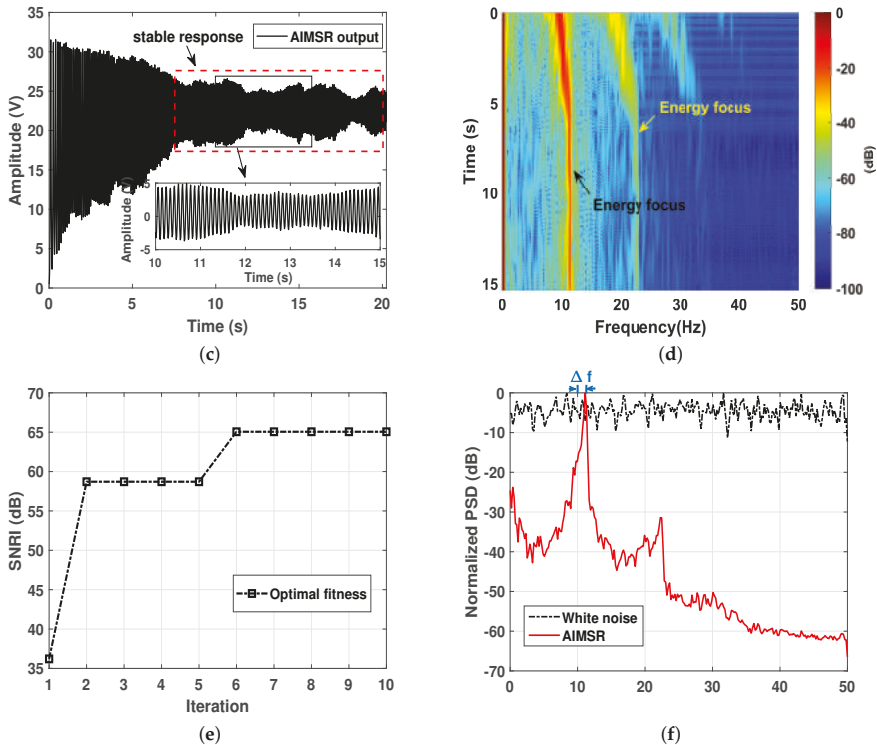 35
30
25
20
15
10
5
0
Amplitude (V)
stable response
AIMSR output
5
0
-5
10 11 12 13 14 15
Time (s)
0 5 10 15 20
Time (s)
(c)
0
5
10
15
Time (s)
Energy focus
Energy focus
0 10 20 30 40 50
Frequency(Hz)
0
-20
-40
-60
-80
-100
(dB)
(d)
70
65
60
55
50
45
40
35
SNRI (dB)
Optimal fitness
1 2 3 4 5 6 7 8 9 10
Iteration
(e)
Δ f
0
-10
-20
-30
-40
-50
-60
-70
Normalized PSD (dB)
White noise
AIMSR
0 10 20 30 40 50
(f)